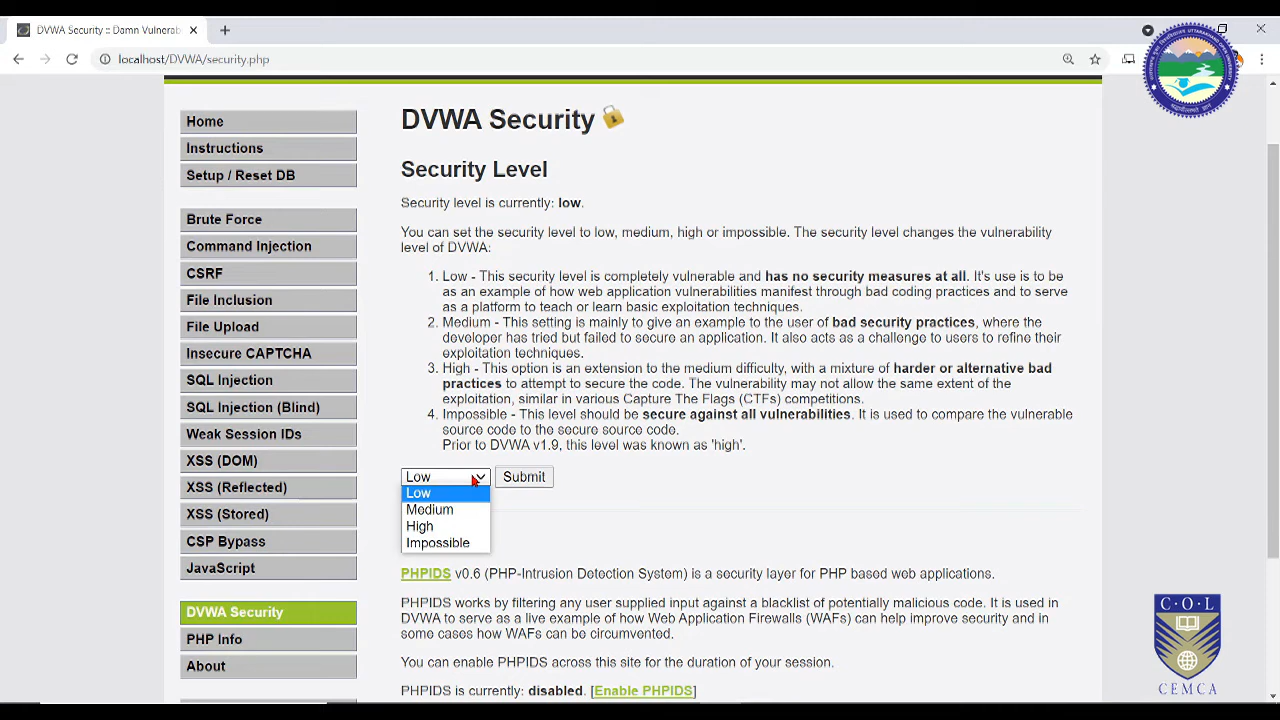 DVWA Security :: Damn Vulnerab
localhost/DVWA/security.php
Home
Instructions
Setup / Reset DB
Brute Force
Command Injection
CSRF
File Inclusion
File Upload
Insecure CAPTCHA
SQL Injection
SQL Injection (Blind)
Weak Session IDs
XSS (DOM)
XSS (Reflected)
XSS (Stored)
CSP Bypass
JavaScript
DVWA Security
PHP Info
About
DVWA Security
Security Level
Security level is currently: low.
You can set the security level to low, medium, high or impossible. The security level changes the vulnerability
level of DVWA:
1. Low - This security level is completely vulnerable and has no security measures at all. It's use is to be
as an example of how web application vulnerabilities manifest through bad coding practices and to serve
as a platform to teach or learn basic exploitation techniques.
2. Medium - This setting is mainly to give an example to the user of bad security practices, where the
developer has tried but failed to secure an application. It also acts as a challenge to users to refine their
exploitation techniques.
3. High - This option is an extension to the medium difficulty, with a mixture of harder or alternative bad
practices to attempt to secure the code. The vulnerability may not allow the same extent of the
exploitation, similar in various Capture The Flags (CTFs) competitions.
4. Impossible - This level should be secure against all vulnerabilities. It is used to compare the vulnerable
source code to the secure source code.
Prior to DVWA v1.9, this level was known as 'high'.
Low Submit
Low
Medium
High
Impossible
PHPIDS v0.6 (PHP-Intrusion Detection System) is a security layer for PHP based web applications.
PHPIDS works by filtering any user supplied input against a blacklist of potentially malicious code. It is used in
DVWA to serve as a live example of how Web Application Firewalls (WAFs) can help improve security and in
some cases how WAFs can be circumvented.
You can enable PHPIDS across this site for the duration of your session.
PHPIDS is currently: disabled. [Enable PHPIDS]
C·O·L
CEMCA